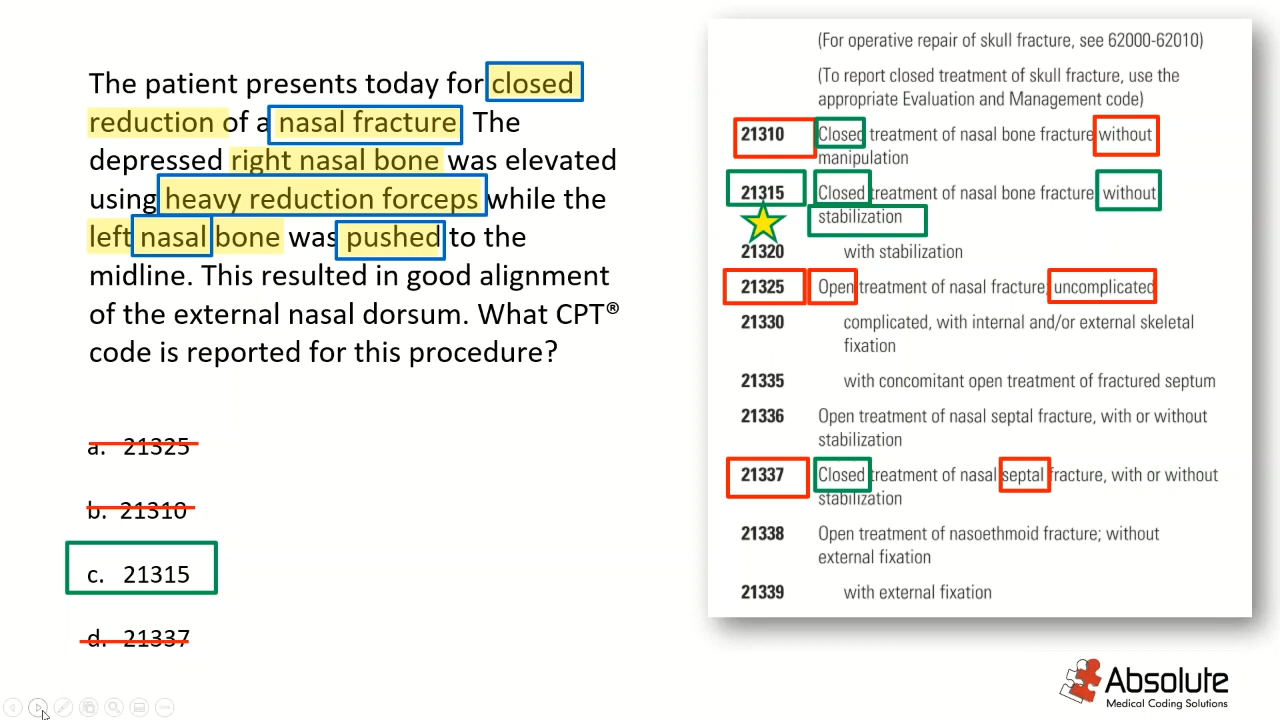 The patient presents today for closed
reduction of a nasal fracture. The
depressed right nasal bone was elevated
using heavy reduction forceps while the
left nasal bone was pushed to the
midline. This resulted in good alignment
of the external nasal dorsum. What CPT®
code is reported for this procedure?
a. 21325
b. 21310
c. 21315
d. 21337
(For operative repair of skull fracture, see 62000-62010)
(To report closed treatment of skull fracture, use the
appropriate Evaluation and Management code)
21310 Closed treatment of nasal bone fracture without
manipulation
21315 Closed treatment of nasal bone fracture without
stabilization
21320 with stabilization
21325 Open treatment of nasal fracture; uncomplicated
21330 complicated, with internal and/or external skeletal
fixation
21335 with concomitant open treatment of fractured septum
21336 Open treatment of nasal septal fracture, with or without
stabilization
21337 Closed treatment of nasal septal fracture, with or without
stabilization
21338 Open treatment of nasoethmoid fracture; without
external fixation
21339 with external fixation
Absolute
Medical Coding Solutions